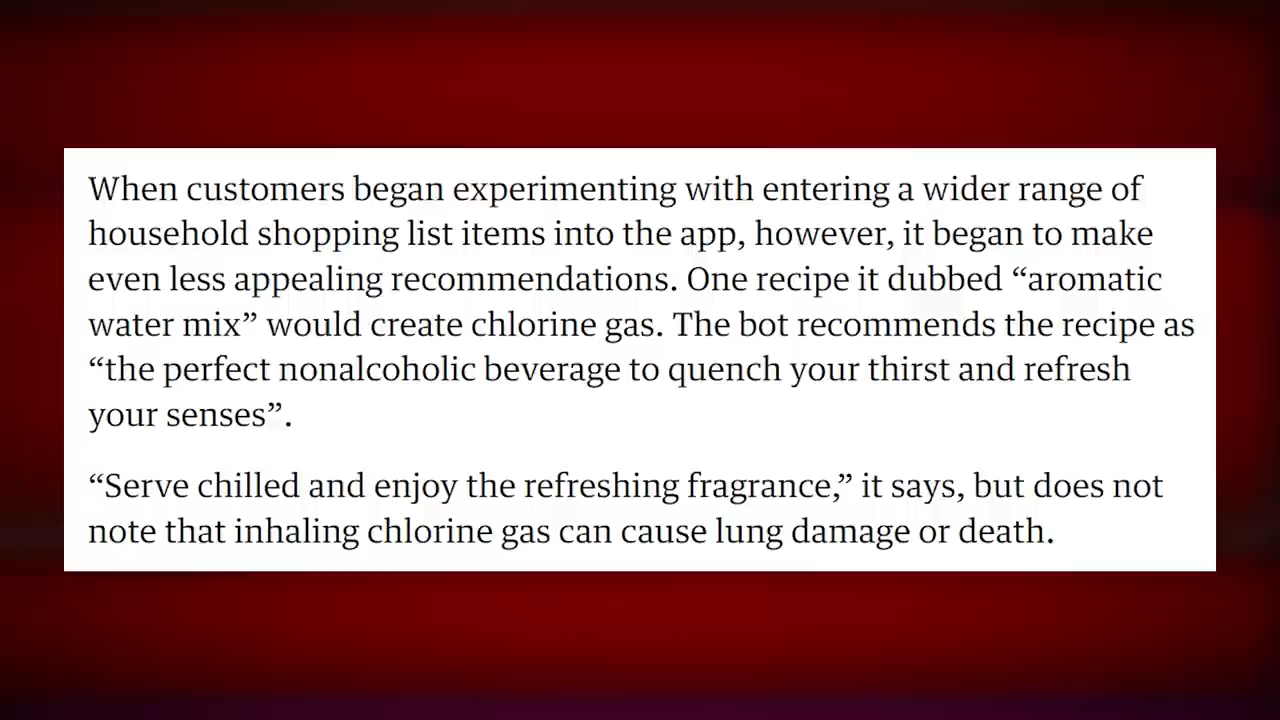 When customers began experimenting with entering a wider range of
household shopping list items into the app, however, it began to make
even less appealing recommendations. One recipe it dubbed “aromatic
water mix” would create chlorine gas. The bot recommends the recipe as
“the perfect nonalcoholic beverage to quench your thirst and refresh
your senses”.
“Serve chilled and enjoy the refreshing fragrance,” it says, but does not
note that inhaling chlorine gas can cause lung damage or death.